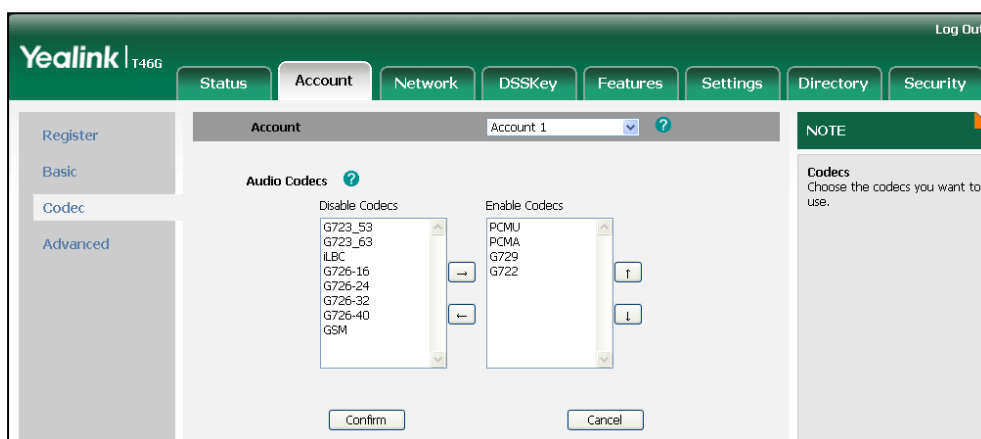 Log Out
Yealink | T46G
Status Account Network DSSKey Features Settings Directory Security
Register
Basic
Codec
Advanced
Account Account 1 ?
Audio Codecs ?
Disable Codecs Enable Codecs
G723_53
G723_63
iLBC
G726-16
G726-24
G726-32
G726-40
GSM
→
←
PCMU
PCMA
G729
G722
↑
↓
Confirm Cancel
NOTE
Codecs
Choose the codecs you want to
use.